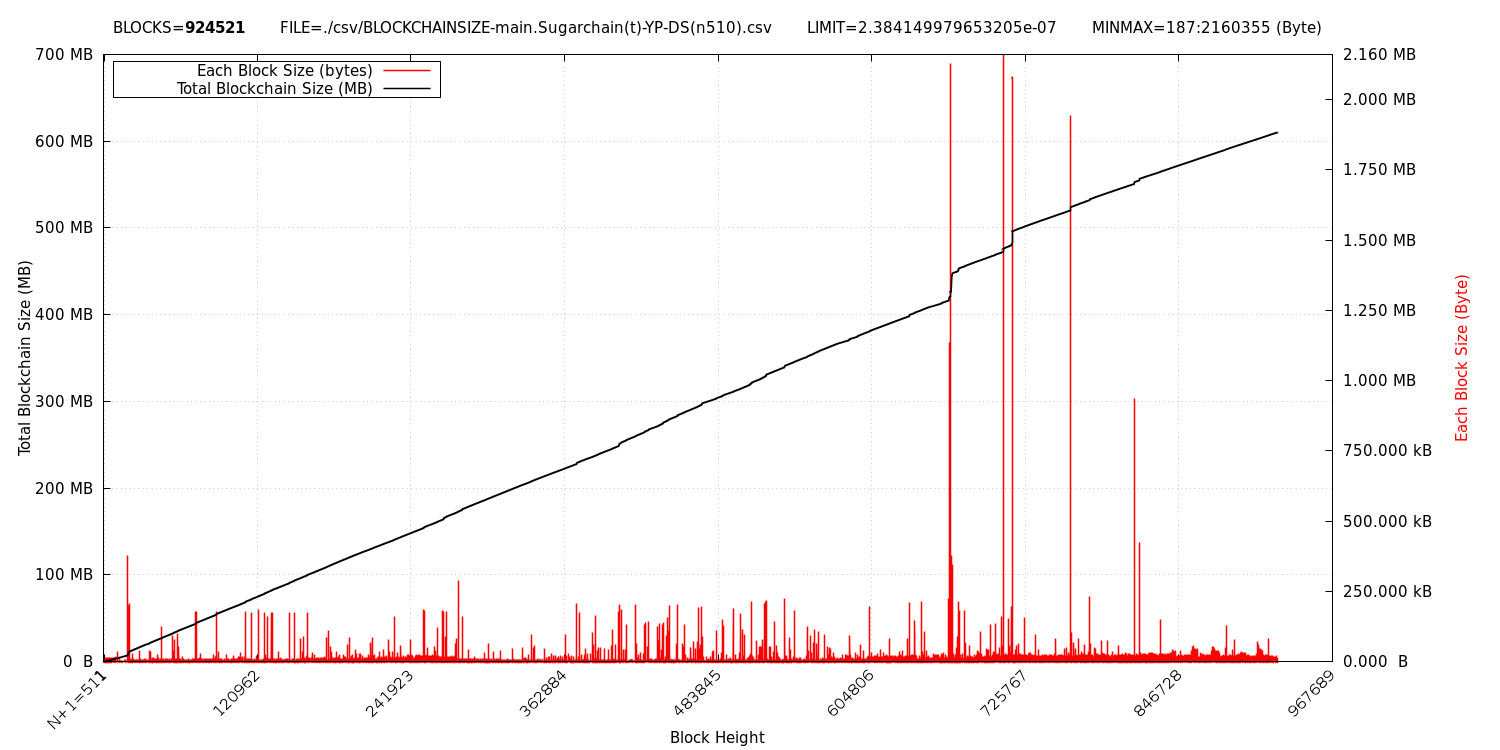 BLOCKS=924521 FILE=./csv/BLOCKCHAINSIZE-main.Sugarchain(t)-YP-DS(n510).csv LIMIT=2.384149979653205e-07 MINMAX=187:2160355 (Byte)
Each Block Size (bytes)
Total Blockchain Size (MB)
700 MB
600 MB
500 MB
400 MB
300 MB
200 MB
100 MB
0 B
Total Blockchain Size (MB)
2.160 MB
2.000 MB
1.750 MB
1.500 MB
1.250 MB
1.000 MB
750.000 kB
500.000 kB
250.000 kB
0.000 B
Each Block Size (Byte)
N+1=511
120962
241923
362884
483845
604806
725767
846728
967689
Block Height